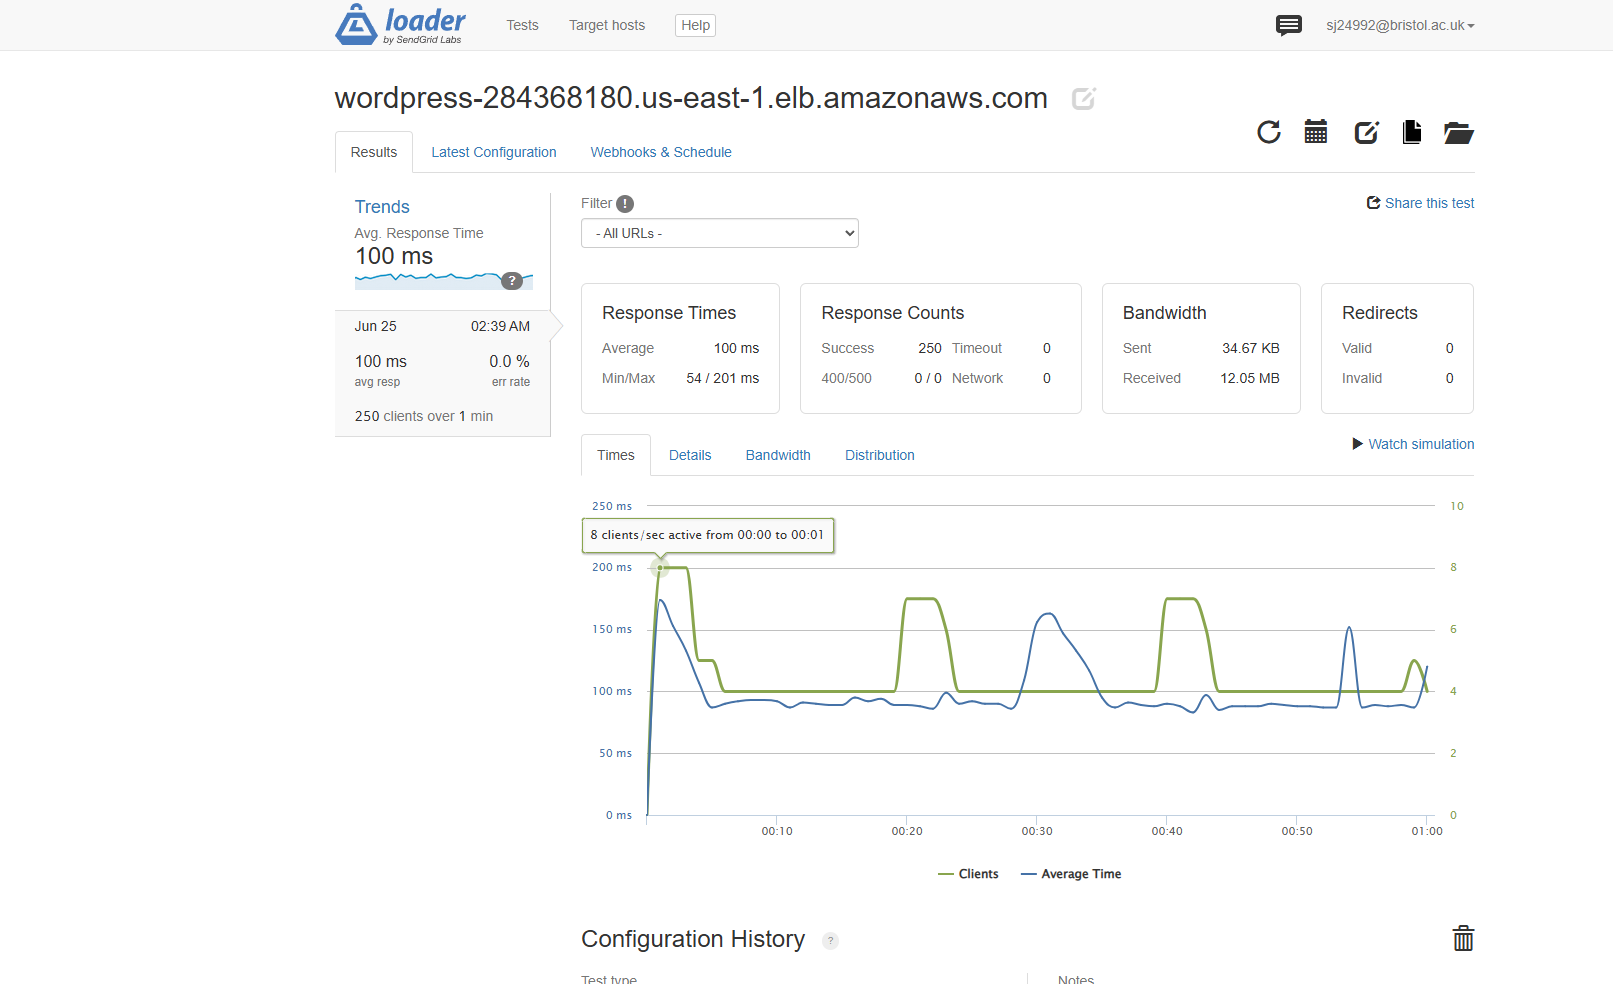 loader
by SendGrid Labs
Tests Target hosts Help
sj24992@bristol.ac.uk
wordpress-284368180.us-east-1.elb.amazonaws.com
Results Latest Configuration Webhooks & Schedule
Trends
Avg. Response Time
100 ms
?
Jun 25 02:39 AM
100 ms 0.0 %
avg resp err rate
250 clients over 1 min
Filter !
Share this test
- All URLs -
Response Times
Average 100 ms
Min/Max 54 / 201 ms
Response Counts
Success 250 Timeout 0
400/500 0 / 0 Network 0
Bandwidth
Sent 34.67 KB
Received 12.05 MB
Redirects
Valid 0
Invalid 0
Times Details Bandwidth Distribution
Watch simulation
250 ms 10
8 clients/sec active from 00:00 to 00:01
200 ms 8
150 ms 6
100 ms 4
50 ms 2
0 ms 0
00:10 00:20 00:30 00:40 00:50 01:00
Clients Average Time
Configuration History ?
Test type Notes